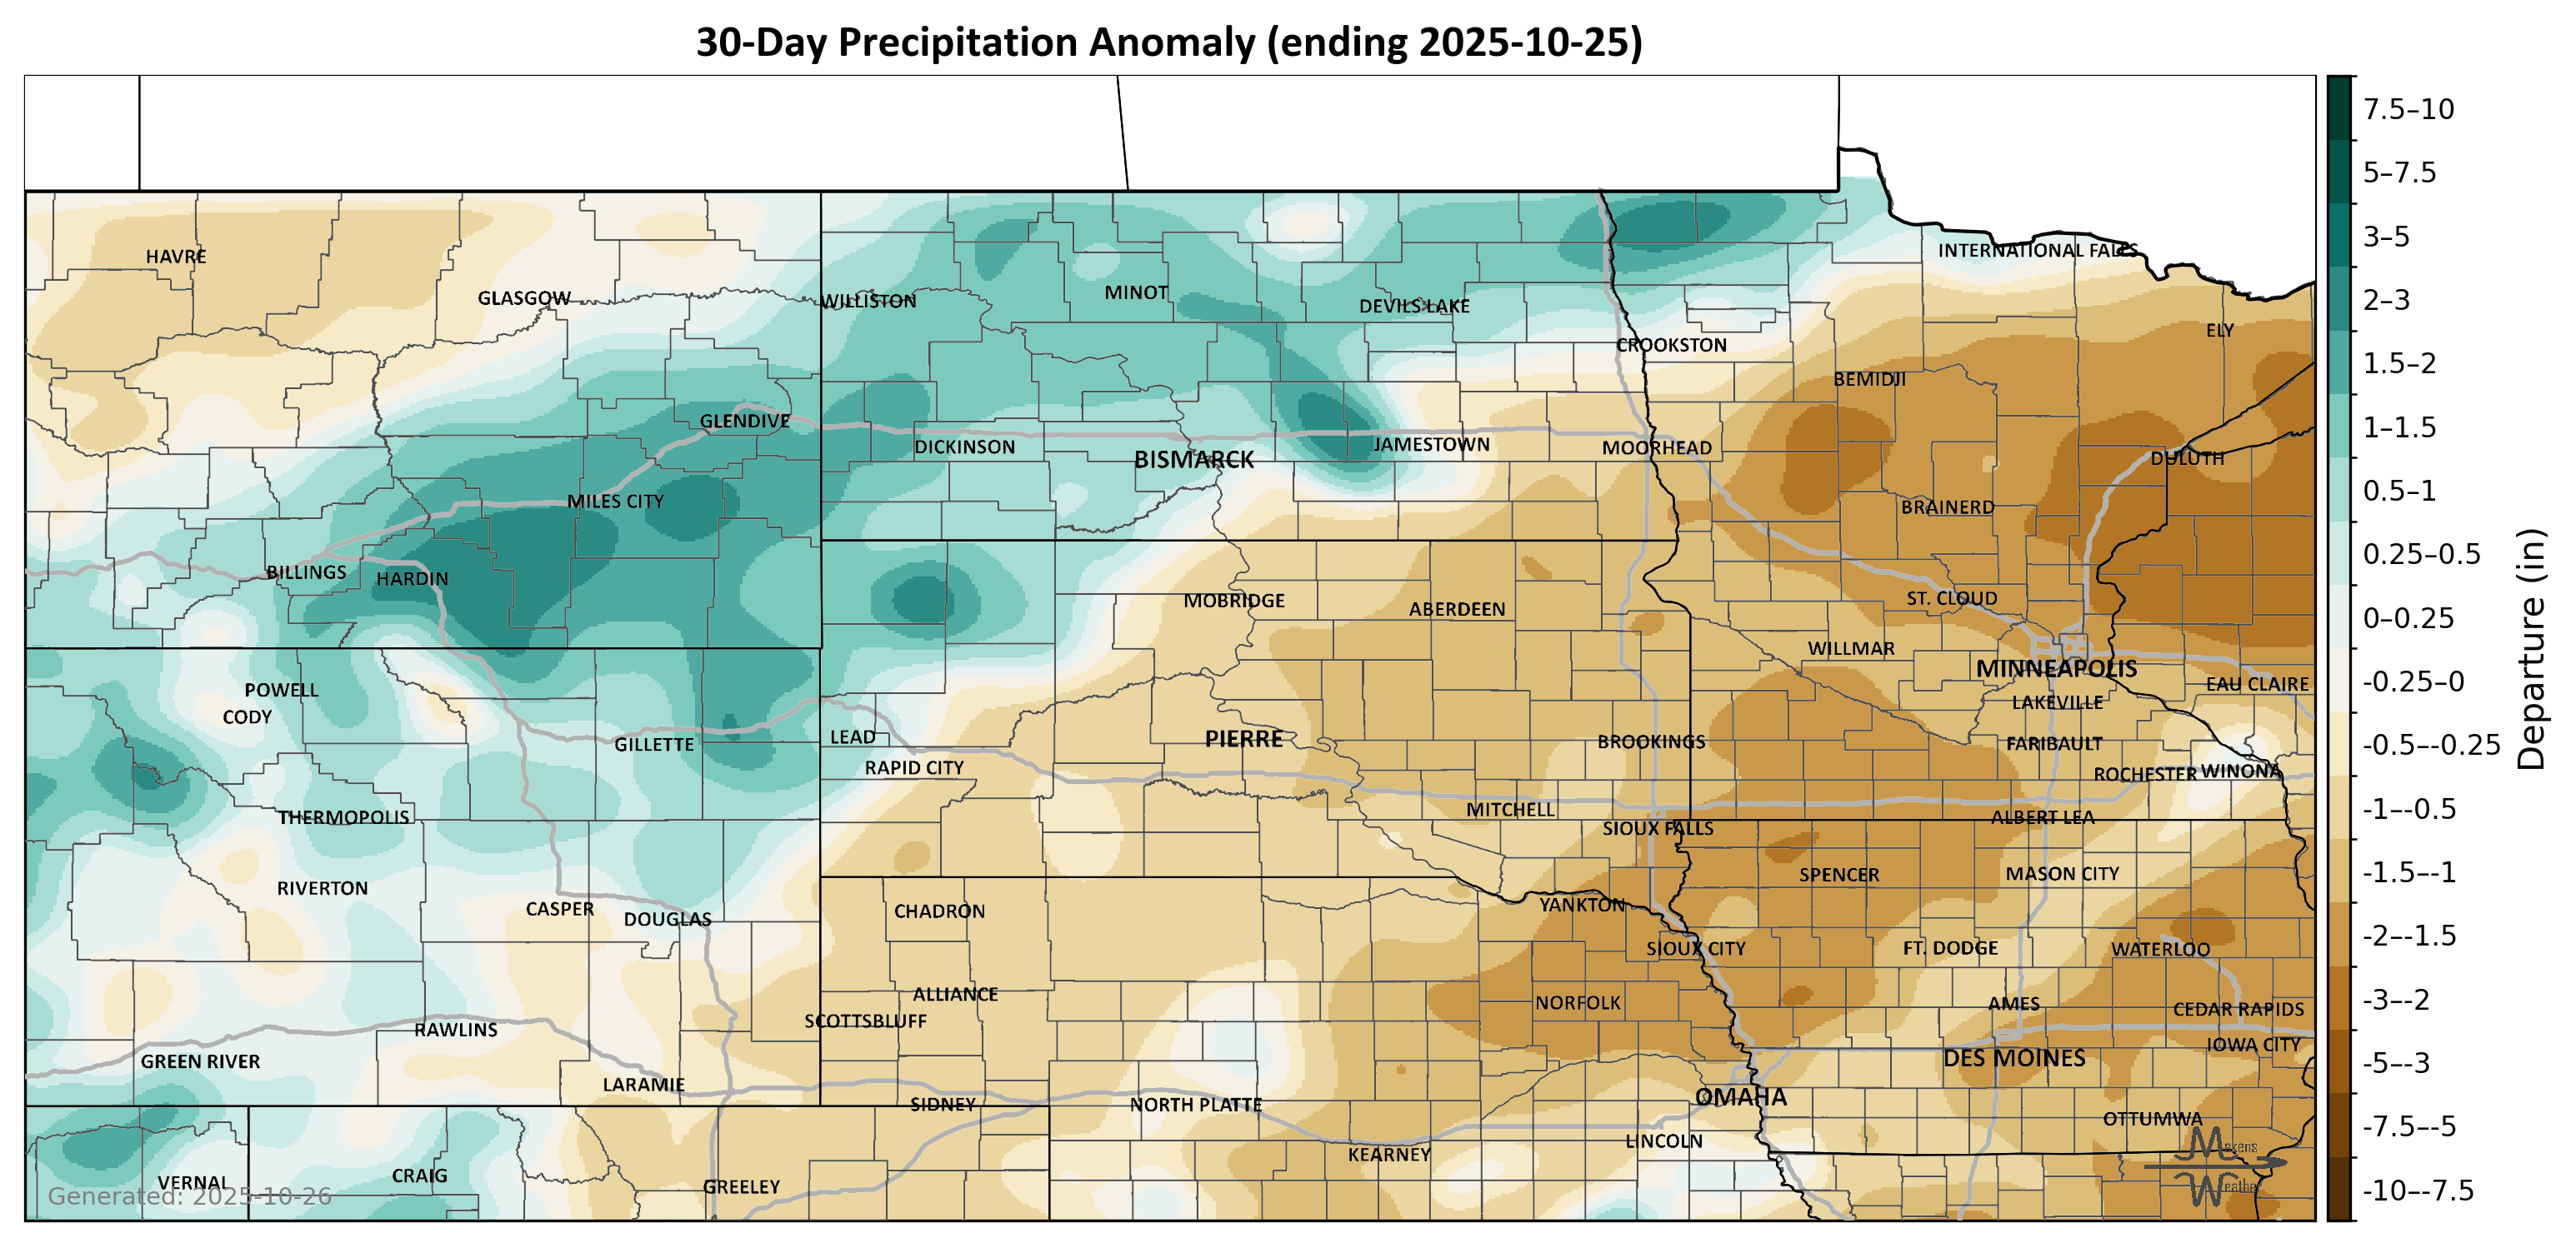 30-Day Precipitation Anomaly (ending 2025-10-25)
HAVRE
GLASGOW
WILLISTON
MINOT
DEVILS LAKE
CROOKSTON
INTERNATIONAL FALLS
ELY
BEMIDJI
GLENDIVE
DICKINSON
BISMARCK
JAMESTOWN
MOORHEAD
DULUTH
MILES CITY
BRAINERD
BILLINGS
HARDIN
MOBRIDGE
ABERDEEN
ST. CLOUD
WILLMAR
MINNEAPOLIS
EAU CLAIRE
POWELL
CODY
LAKEVILLE
GILLETTE
LEAD
PIERRE
BROOKINGS
FARIBAULT
RAPID CITY
ROCHESTER
WINONA
THERMOPOLIS
MITCHELL
SIOUX FALLS
ALBERT LEA
RIVERTON
SPENCER
MASON CITY
CASPER
DOUGLAS
CHADRON
YANKTON
SIOUX CITY
FT. DODGE
WATERLOO
ALLIANCE
NORFOLK
AMES
CEDAR RAPIDS
SCOTTSBLUFF
RAWLINS
GREEN RIVER
IOWA CITY
DES MOINES
LARAMIE
SIDNEY
NORTH PLATTE
OMAHA
OTTUMWA
LINCOLN
KEARNEY
VERNAL
CRAIG
GREELEY
Generated: 2025-10-26
Makens
Weather
7.5–10
5–7.5
3–5
2–3
1.5–2
1–1.5
0.5–1
0.25–0.5
0–0.25
-0.25–0
-0.5–-0.25
-1–-0.5
-1.5–-1
-2–-1.5
-3–-2
-5–-3
-7.5–-5
-10–-7.5
Departure (in)